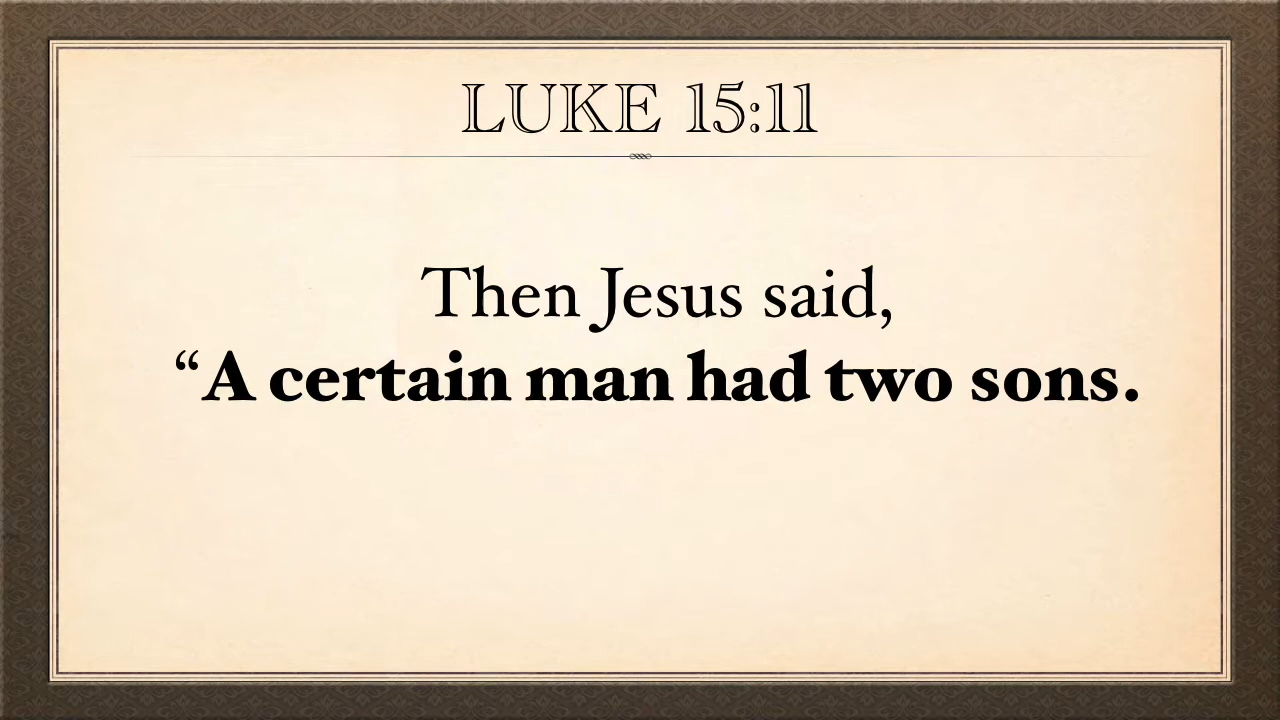 LUKE 15:11
Then Jesus said,
“A certain man had two sons.